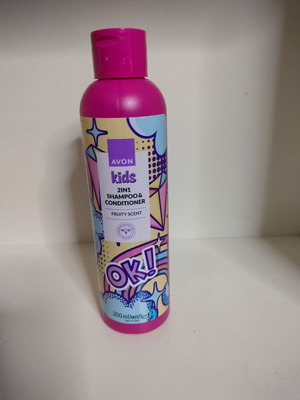 AVON
kids
2IN1
SHAMPOO&
CONDITIONER
FRUITY SCENT
OK!
200 ml